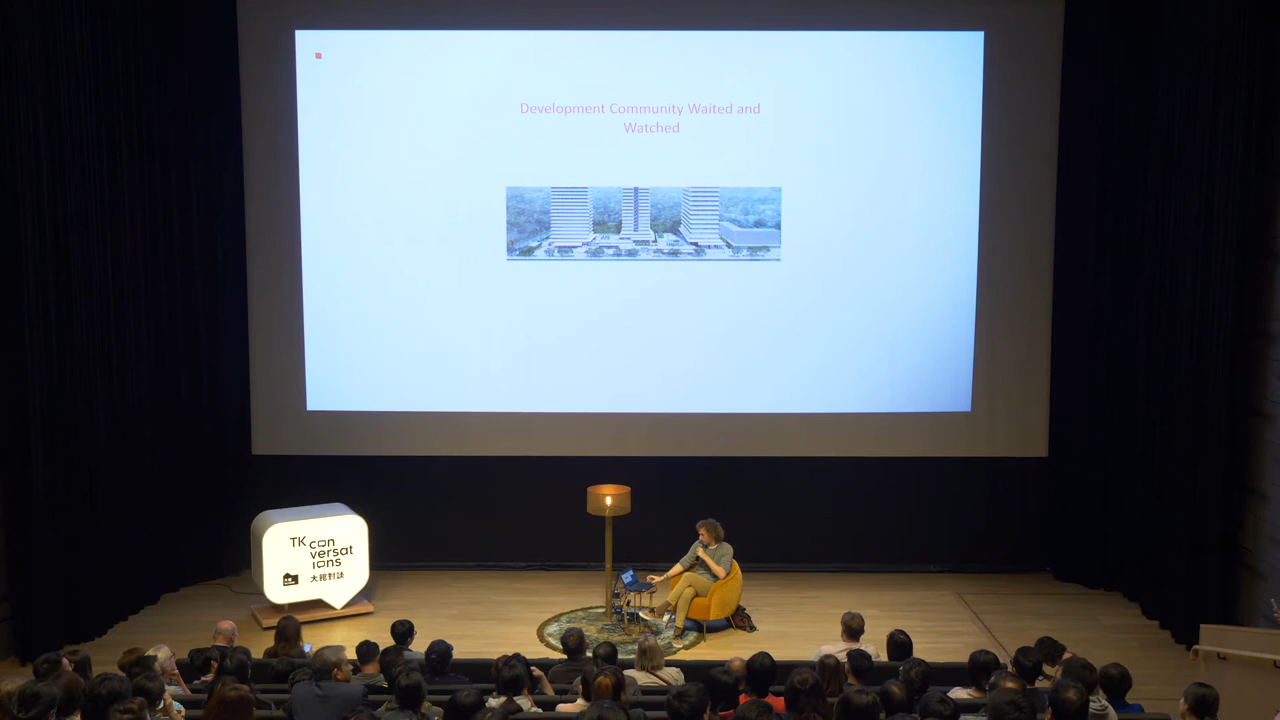 Development Community Waited and
Watched
TK con
versat
ions
大館對談